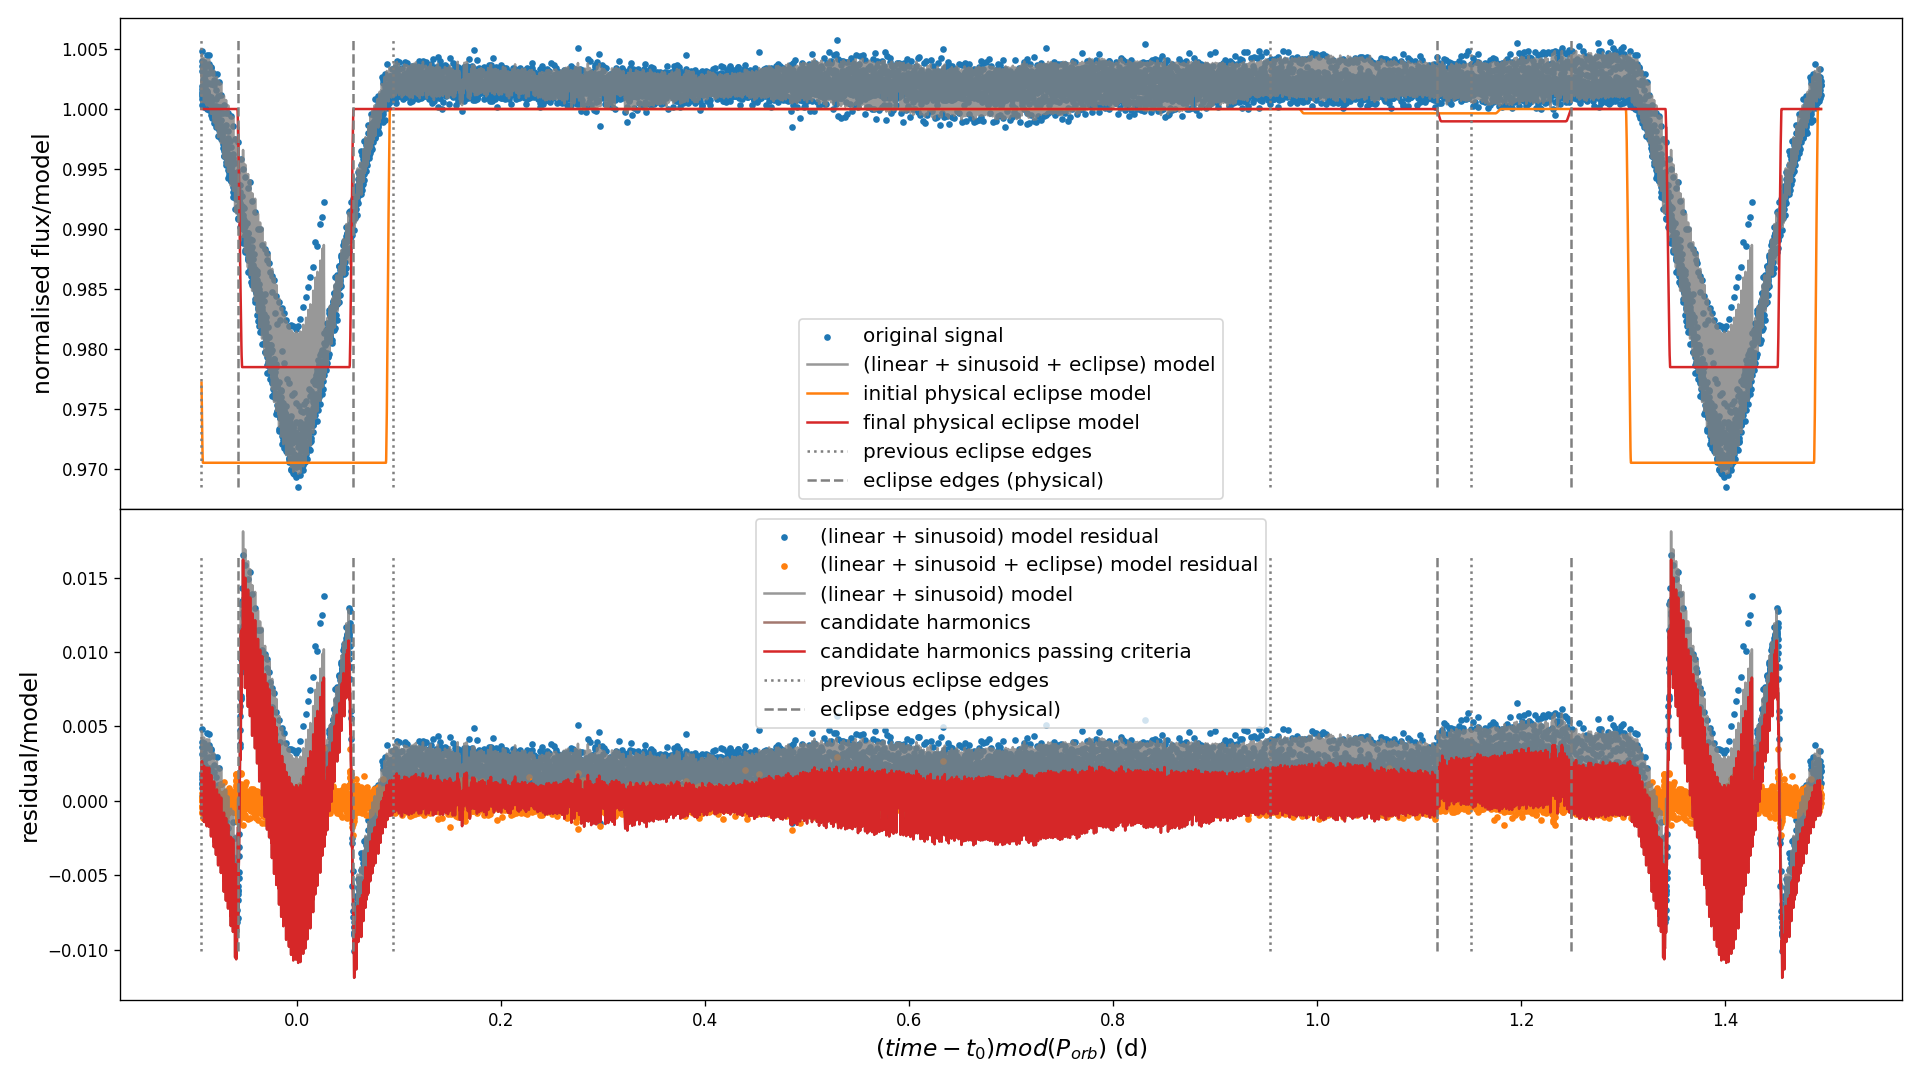 normalised flux/model
1.005
1.000
0.995
0.990
0.985
0.980
0.975
0.970
original signal
(linear + sinusoid + eclipse) model
initial physical eclipse model
final physical eclipse model
previous eclipse edges
eclipse edges (physical)
residual/model
0.015
0.010
0.005
0.000
−0.005
−0.010
(linear + sinusoid) model residual
(linear + sinusoid + eclipse) model residual
(linear + sinusoid) model
candidate harmonics
candidate harmonics passing criteria
previous eclipse edges
eclipse edges (physical)
0.0 0.2 0.4 0.6 0.8 1.0 1.2 1.4
(time − t₀)mod(P_orb) (d)